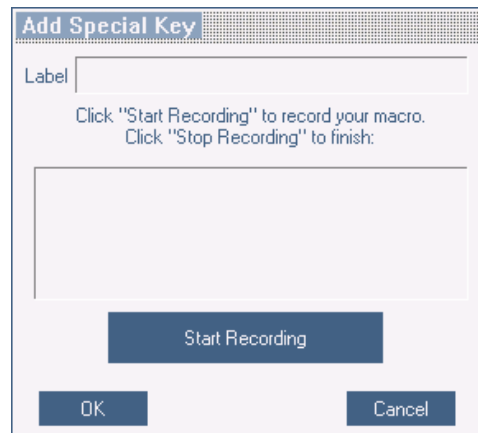 Add Special Key
Label
Click "Start Recording" to record your macro.
Click "Stop Recording" to finish:
Start Recording
OK
Cancel